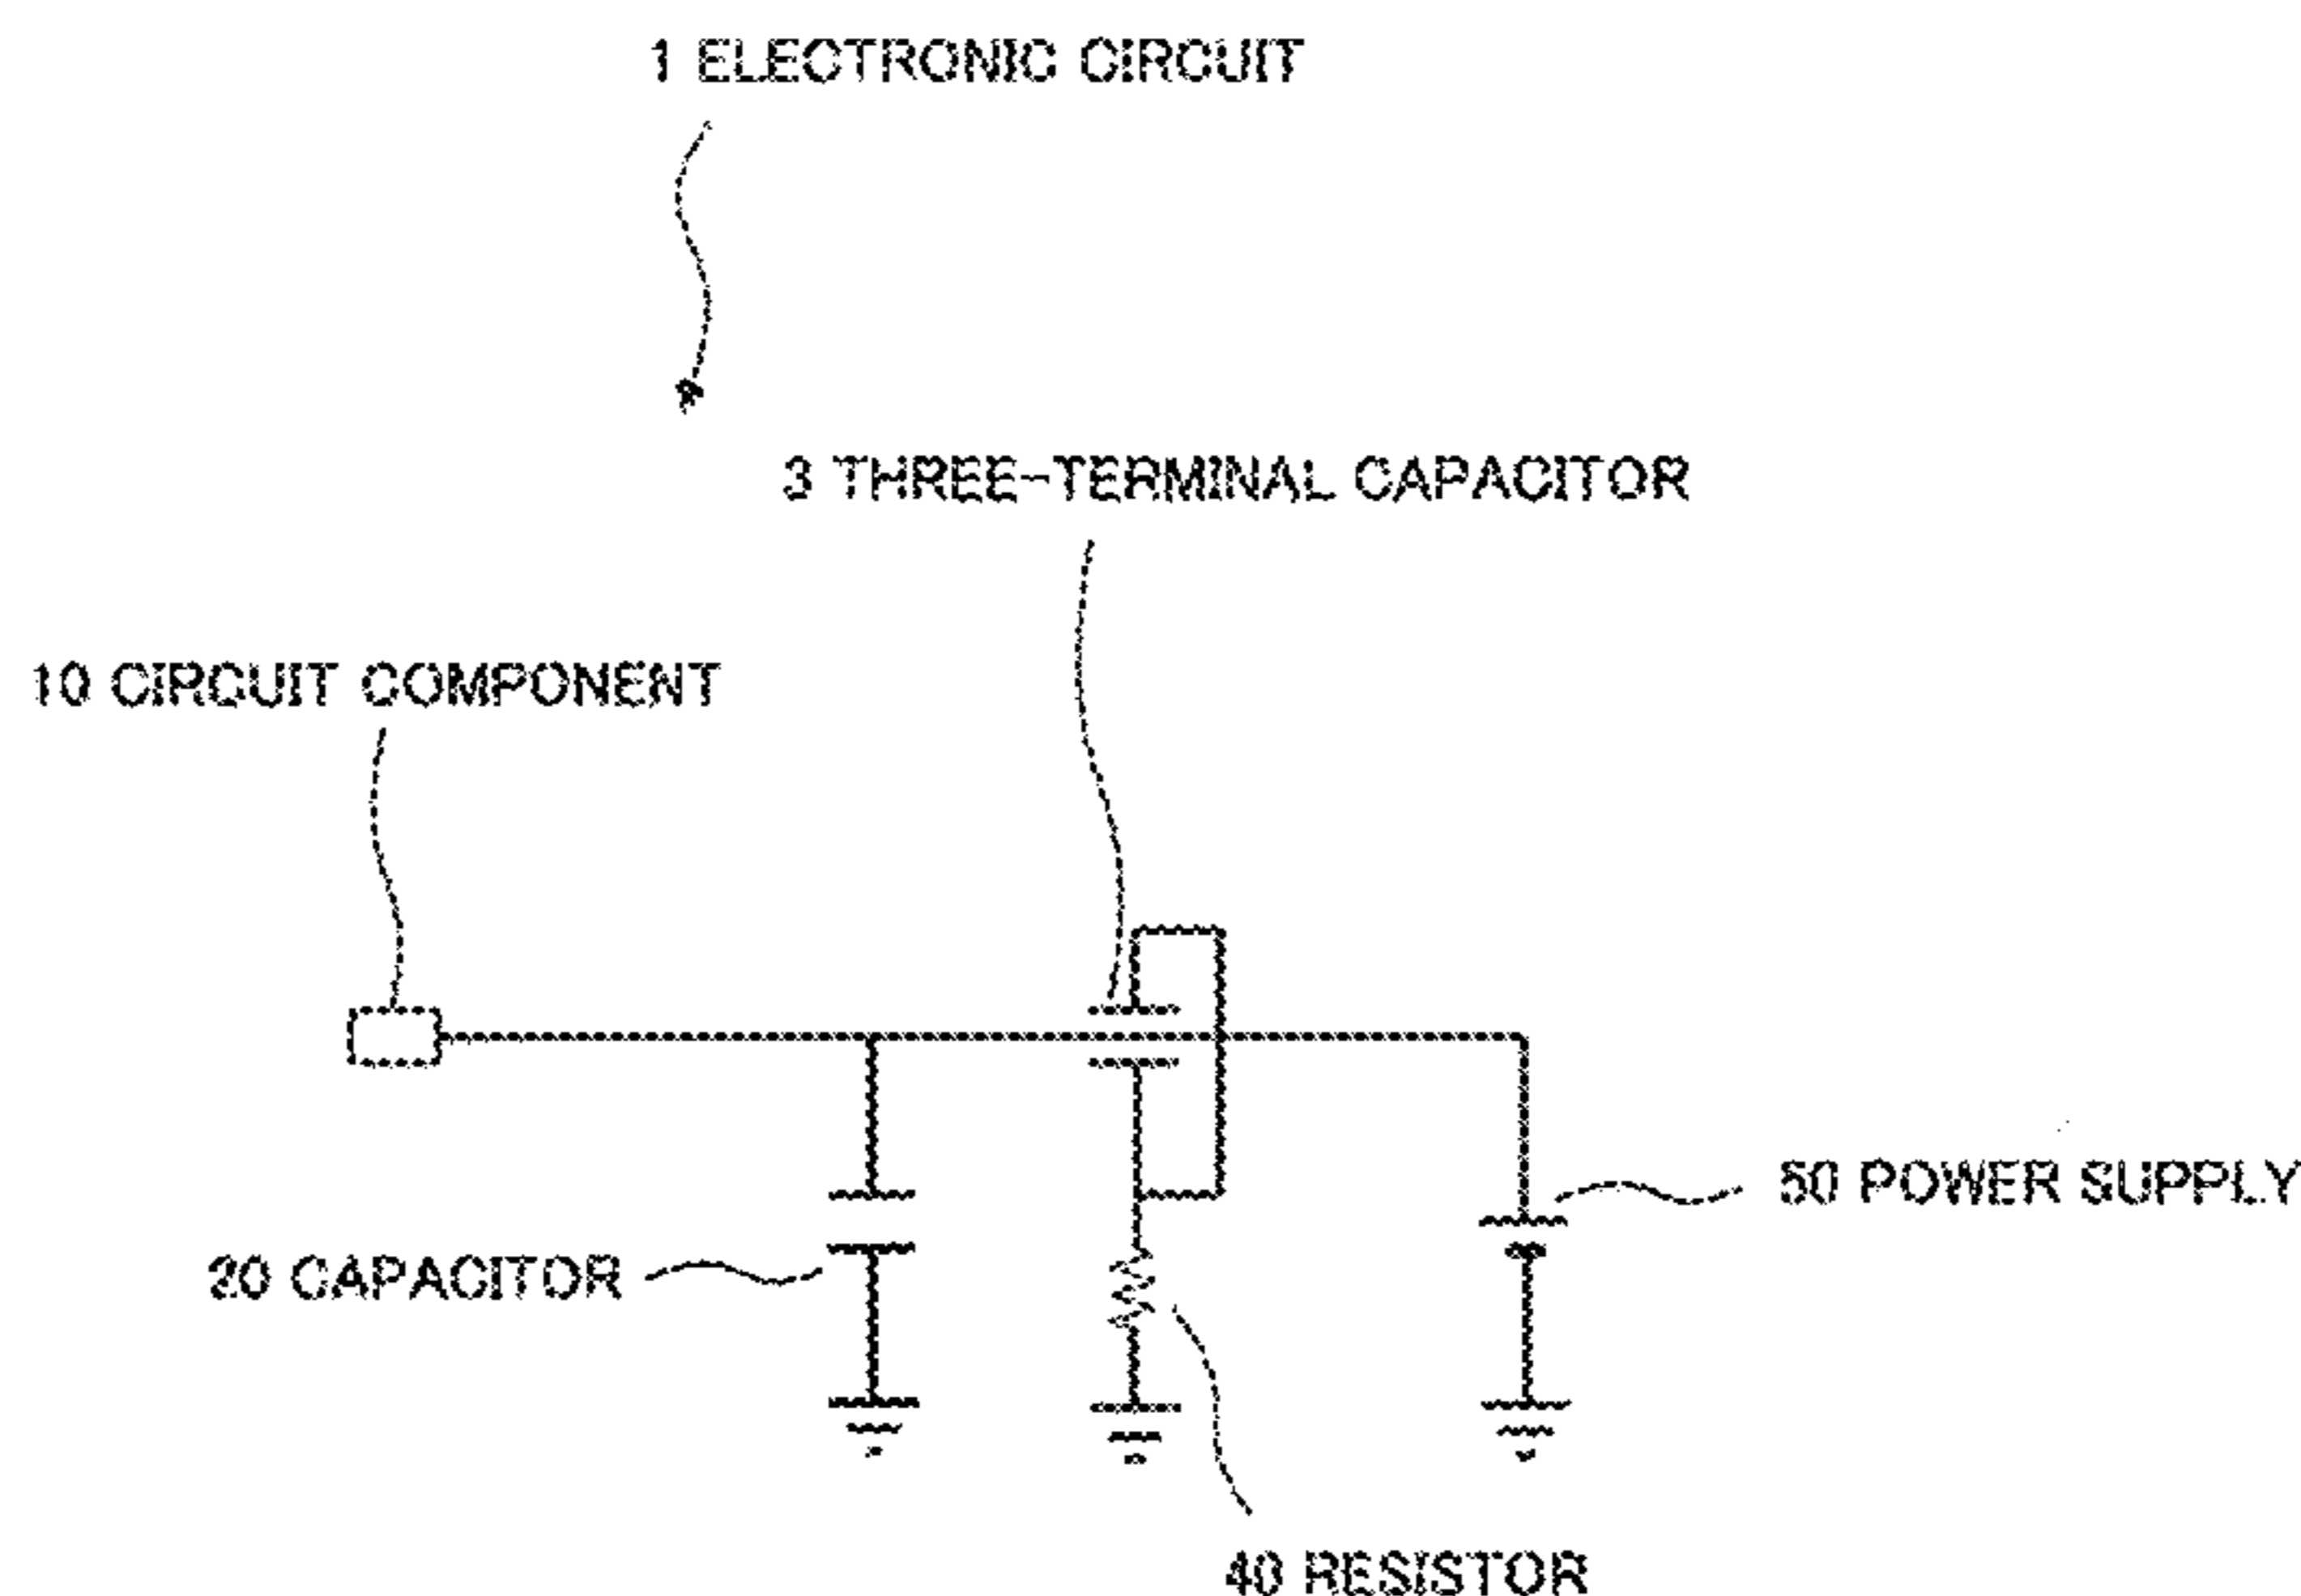 1 ELECTRONIC CIRCUIT
3 THREE-TERMINAL CAPACITOR
10 CIRCUIT COMPONENT
50 POWER SUPPLY
20 CAPACITOR
40 RESISTOR